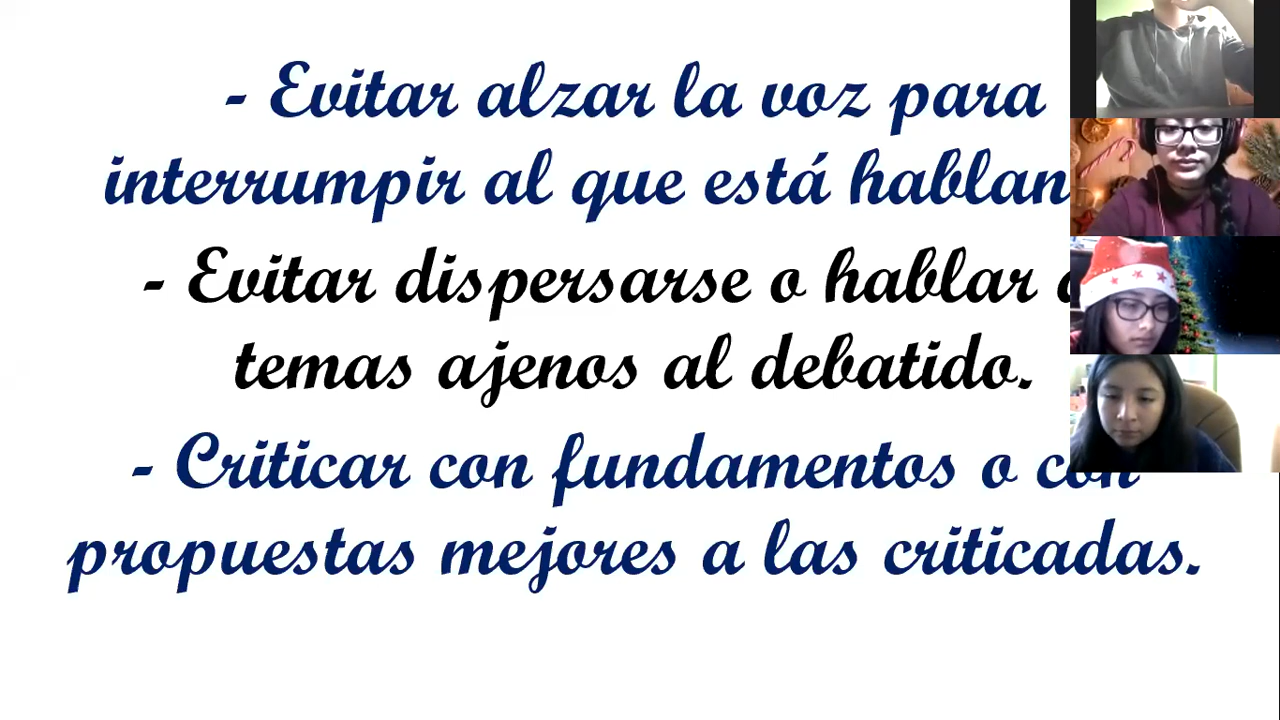 - Evitar alzar la voz para
interrumpir al que está hablan
- Evitar dispersarse o hablar
temas ajenos al debatido.
- Criticar con fundamentos o con
propuestas mejores a las criticadas.